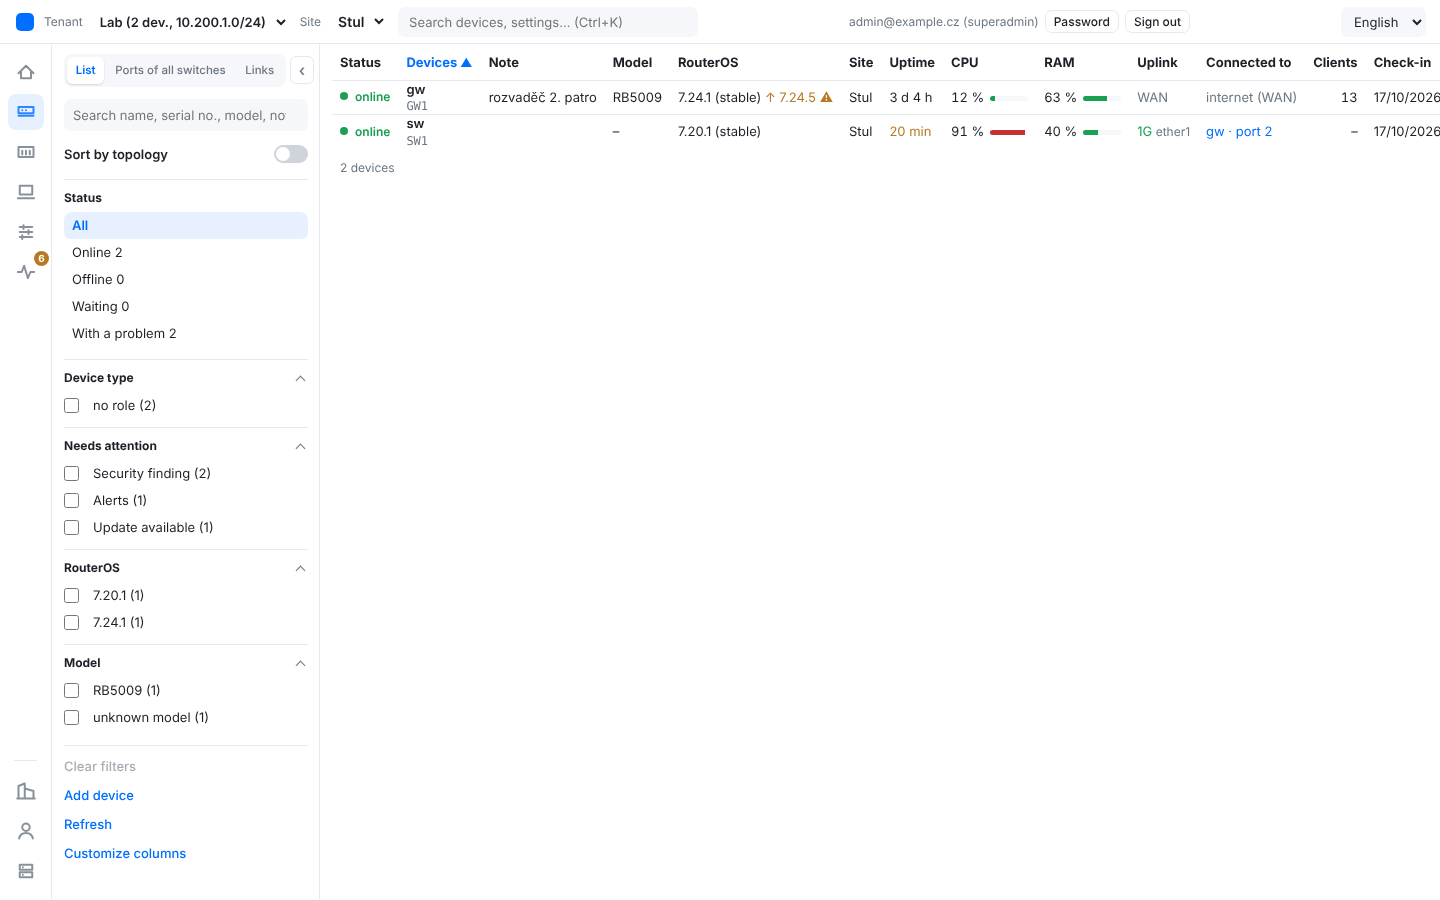 Tenant Lab (2 dev., 10.200.1.0/24) Site Stul Search devices, settings... (Ctrl+K) admin@example.cz (superadmin) Password Sign out English
List Ports of all switches Links
Search name, serial no., model, no
Sort by topology
Status
All
Online 2
Offline 0
Waiting 0
With a problem 2
Device type
no role (2)
Needs attention
Security finding (2)
Alerts (1)
Update available (1)
RouterOS
7.20.1 (1)
7.24.1 (1)
Model
RB5009 (1)
unknown model (1)
Clear filters
Add device
Refresh
Customize columns
6
Status Devices ▲ Note Model RouterOS Site Uptime CPU RAM Uplink Connected to Clients Check-in
online gw GW1 rozvaděč 2. patro RB5009 7.24.1 (stable) ↑ 7.24.5 ⚠ Stul 3 d 4 h 12 % 63 % WAN internet (WAN) 13 17/10/2026
online sw SW1 – 7.20.1 (stable) Stul 20 min 91 % 40 % 1G ether1 gw · port 2 – 17/10/2026
2 devices